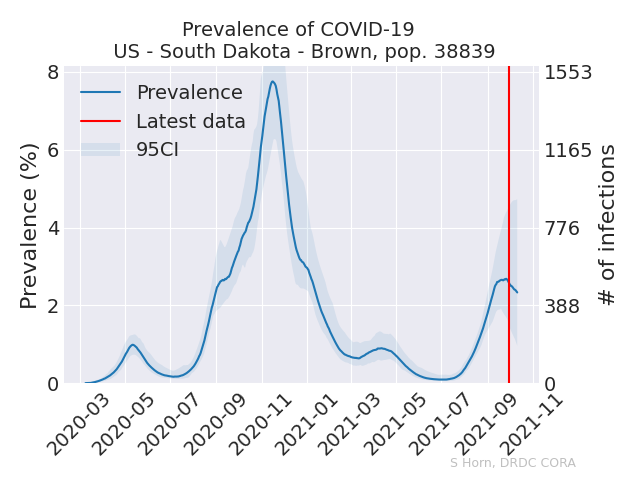 Prevalence of COVID-19
US - South Dakota - Brown, pop. 38839
Prevalence
Latest data
95CI
Prevalence (%)
8
6
4
2
0
1553
1165
776
388
0
# of infections
2020-03
2020-05
2020-07
2020-09
2020-11
2021-01
2021-03
2021-05
2021-07
2021-09
2021-11
S Horn, DRDC CORA